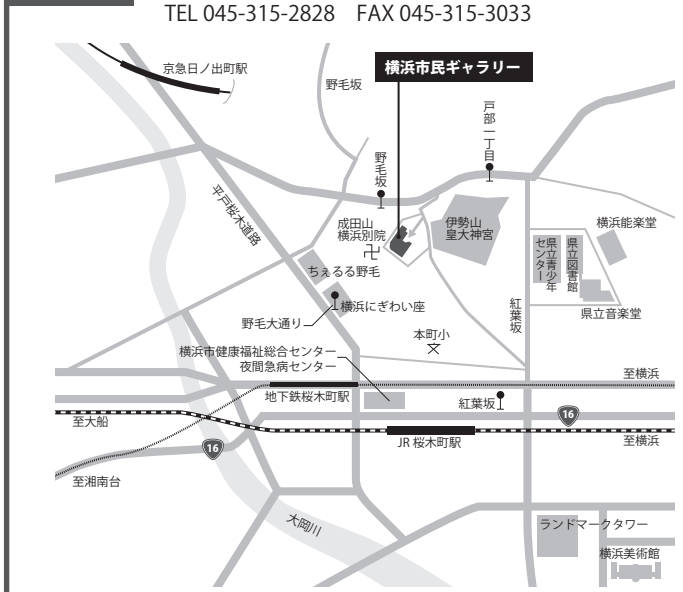 TEL 045-315-2828 FAX 045-315-3033
京急日ノ出町駅
野毛坂
横浜市民ギャラリー
戸部一丁目
野毛坂
平戸桜木道路
成田山
横浜別院
卍
伊勢山
皇大神宮
県立青少年
センター
県立図書館
横浜能楽堂
ちぇるる野毛
横浜にぎわい座
紅葉坂
県立音楽堂
野毛大通り
本町小
文
横浜市健康福祉総合センター
夜間急病センター
至横浜
地下鉄桜木町駅
紅葉坂
16
至大船
JR 桜木町駅
至横浜
16
至湘南台
大岡川
ランドマークタワー
横浜美術館